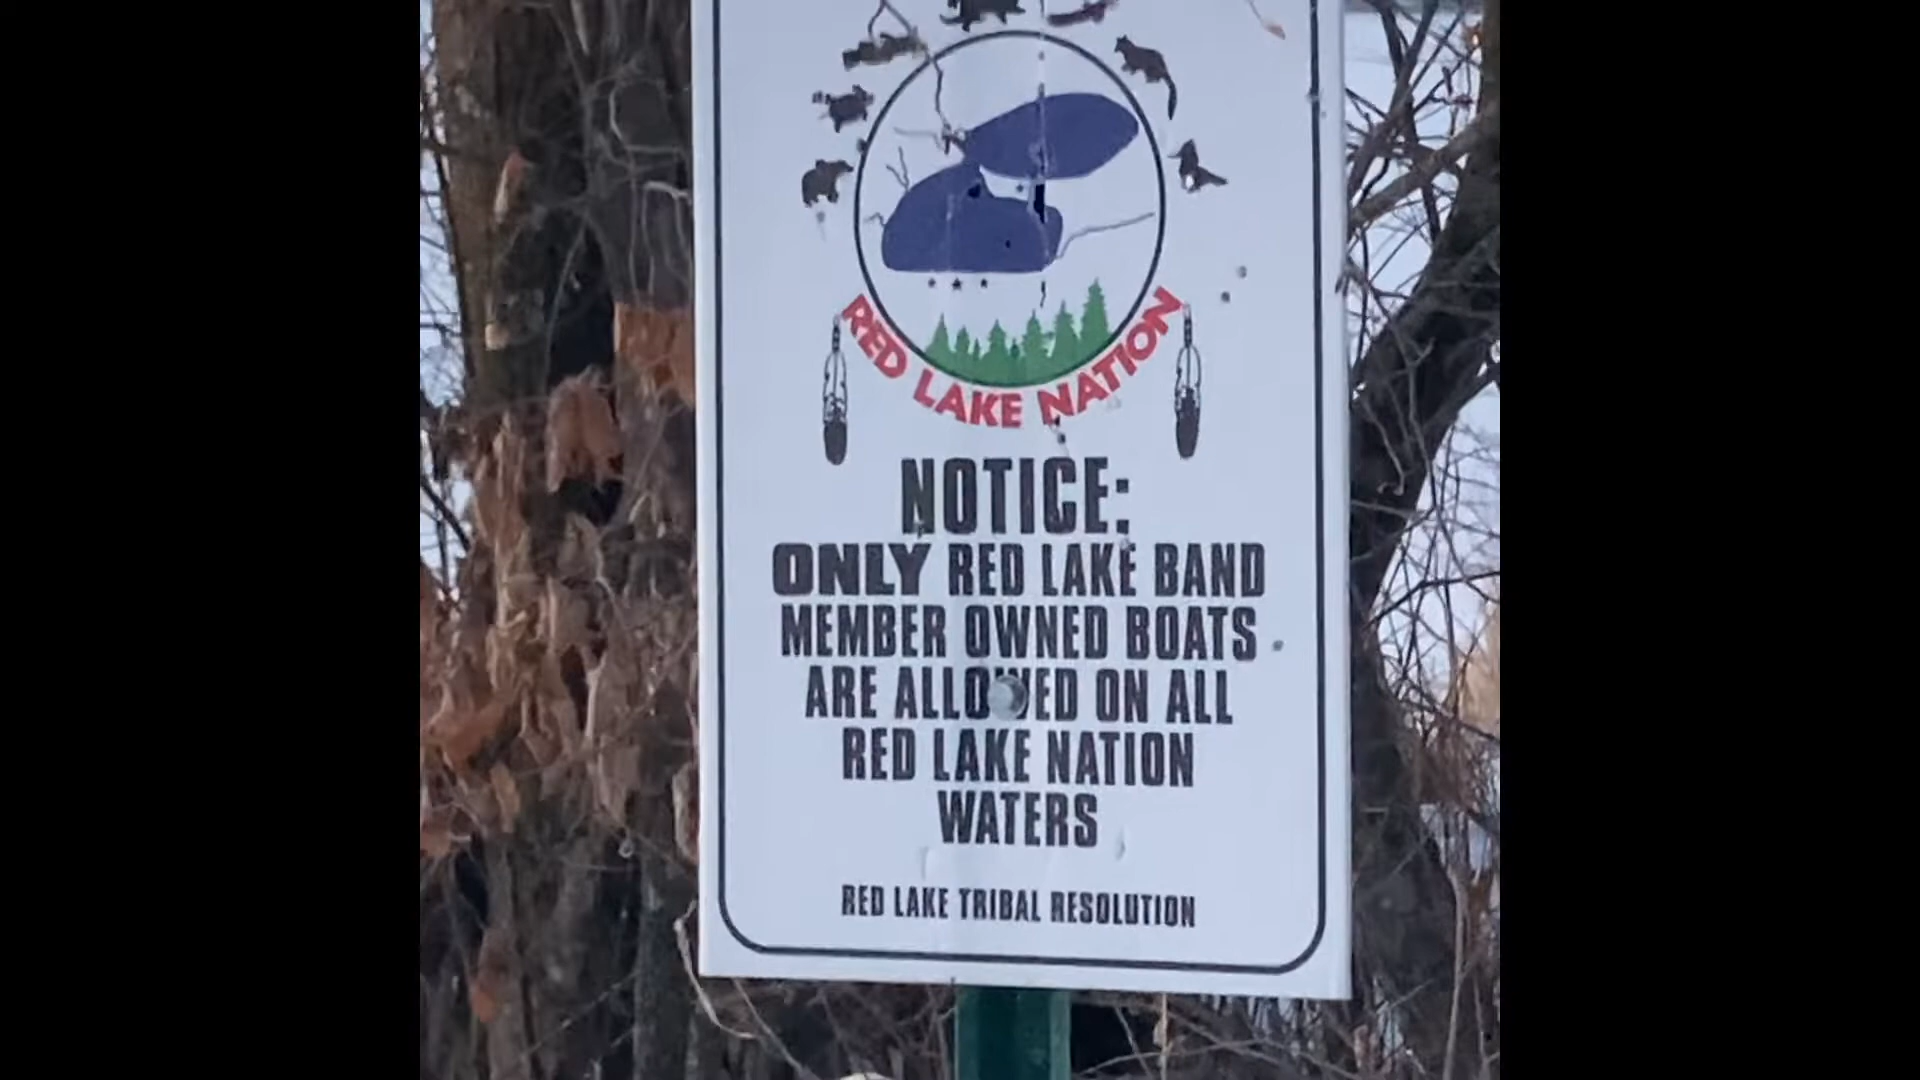 RED LAKE NATION
NOTICE:
ONLY RED LAKE BAND
MEMBER OWNED BOATS
ARE ALLOWED ON ALL
RED LAKE NATION
WATERS
RED LAKE TRIBAL RESOLUTION